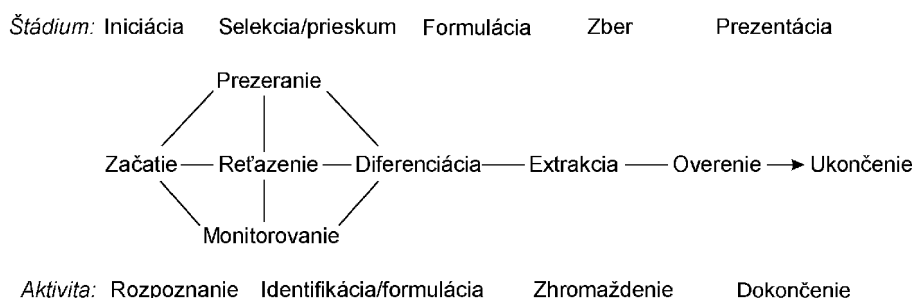 Štádium: Iniciácia Selekcia/prieskum Formulácia Zber Prezentácia
Prezeranie
Začatie Reťazenie Diferenciácia Extrakcia Overenie Ukončenie
Monitorovanie
Aktivita: Rozpoznanie Identifikácia/formulácia Zhromaždenie Dokončenie